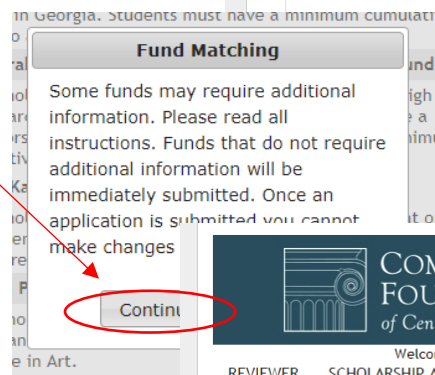 in Georgia. Students must have a minimum cumulati
Fund Matching
Some funds may require additional
information. Please read all
instructions. Funds that do not require
additional information will be
immediately submitted. Once an
application is submitted you cannot
make changes
Continu
COM
FOU
of Cen
Welco
REVIEWER SCHOLARSHIP A
e in Art.